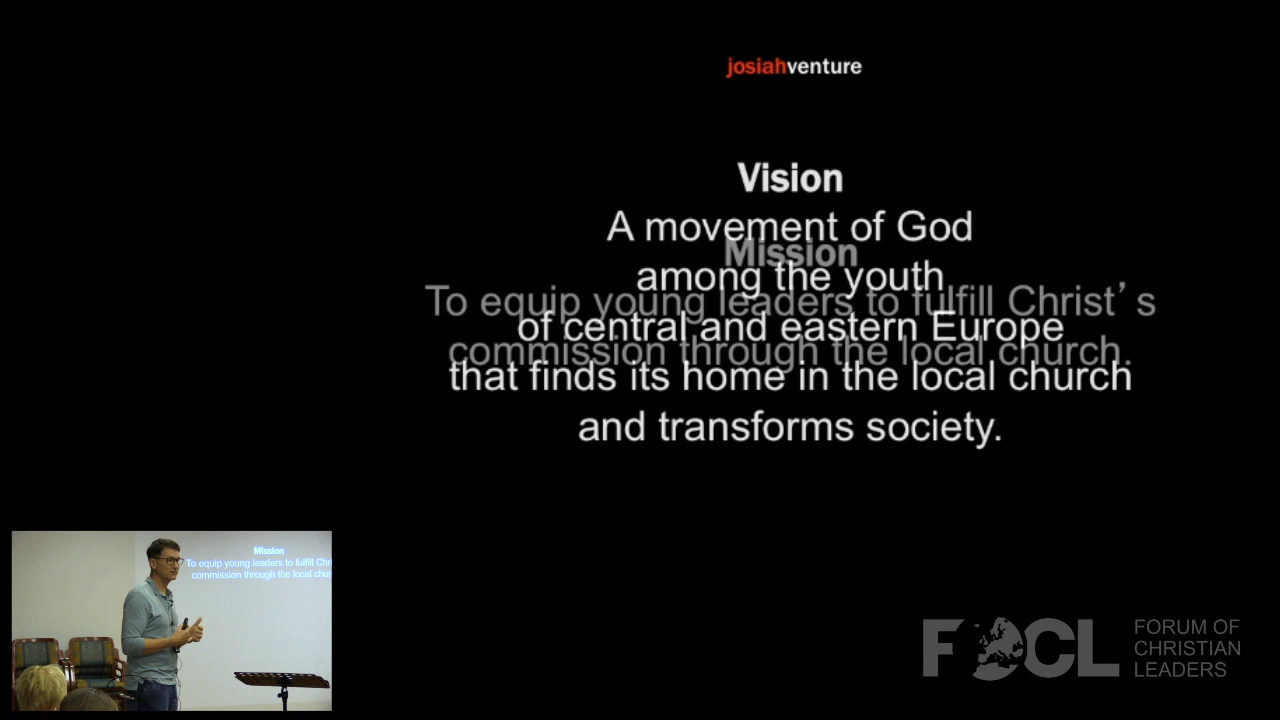 josiahventure
Vision
A movement of God
among the youth
of central and eastern Europe
that finds its home in the local church
and transforms society.
Mission
To equip young leaders to fulfill Christ’s
commission through the local church.
Mission
To equip young leaders to fulfill Chri
commission through the local chur
FOCL
FORUM OF
CHRISTIAN
LEADERS